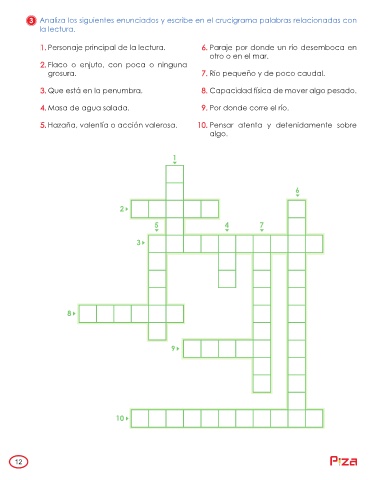 3 Analiza los siguientes enunciados y escribe en el crucigrama palabras relacionadas con
la lectura.
1. Personaje principal de la lectura.
2. Flaco o enjuto, con poca o ninguna
grosura.
3. Que está en la penumbra.
4. Masa de agua salada.
5. Hazaña, valentía o acción valerosa.
6. Paraje por donde un río desemboca en
otro o en el mar.
7. Río pequeño y de poco caudal.
8. Capacidad física de mover algo pesado.
9. Por donde corre el río.
10. Pensar atenta y detenidamente sobre
algo.
1
6
2
5 4 7
3
8
9
10
12
Piza